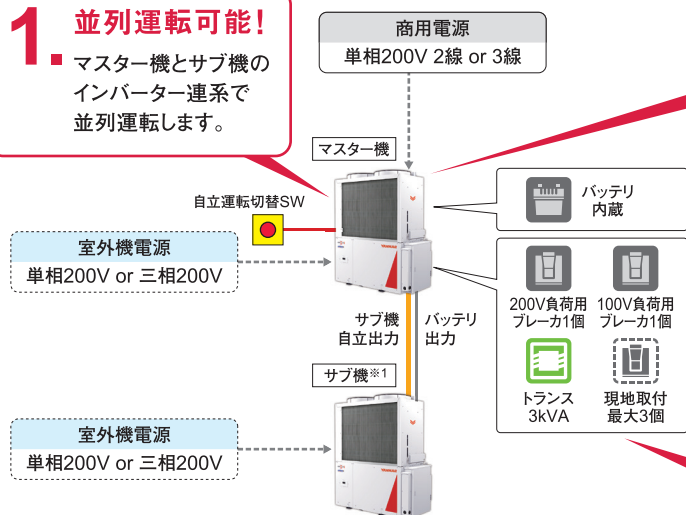 1 並列運転可能！
■ マスター機とサブ機の
インバーター連系で
並列運転します。
商用電源
単相200V 2線 or 3線
マスター機
自立運転切替SW
バッテリ
内蔵
室外機電源
単相200V or 三相200V
200V負荷用
ブレーカ1個
100V負荷用
ブレーカ1個
トランス
3kVA
現地取付
最大3個
サブ機
自立出力
バッテリ
出力
サブ機※1
室外機電源
単相200V or 三相200V